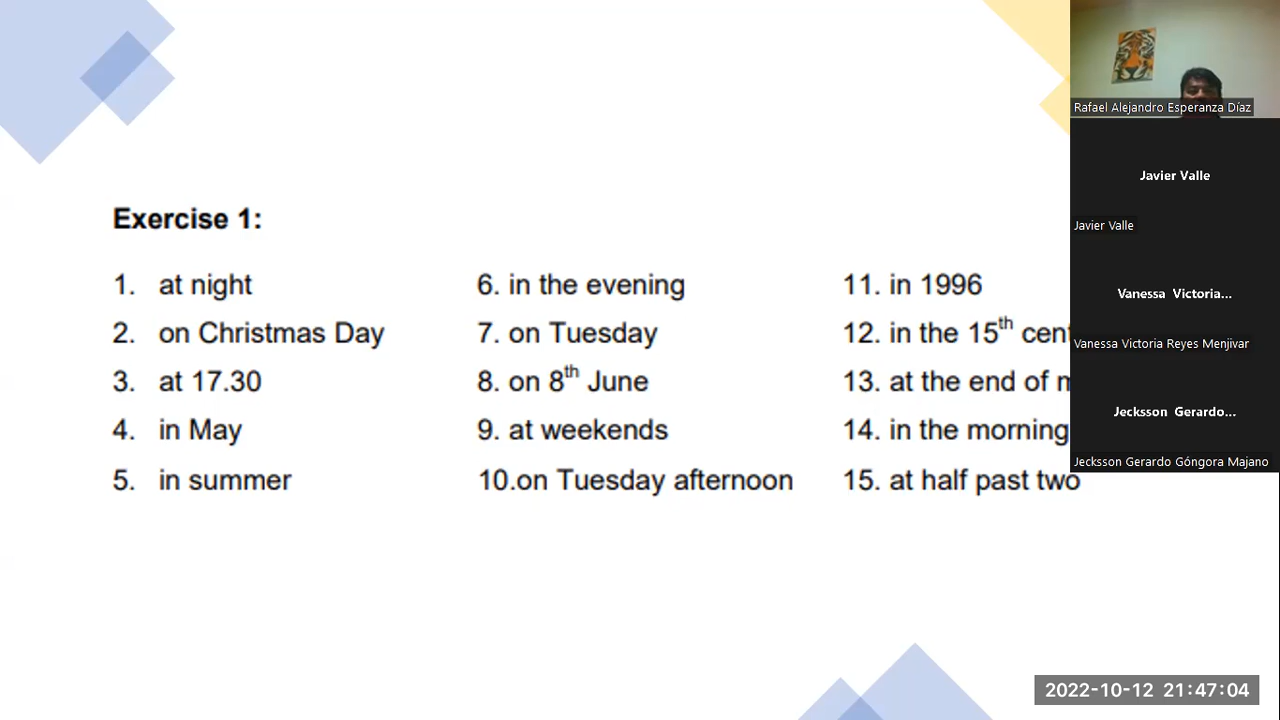 Exercise 1:
1. at night
2. on Christmas Day
3. at 17.30
4. in May
5. in summer
6. in the evening
7. on Tuesday
8. on 8th June
9. at weekends
10.on Tuesday afternoon
11. in 1996
12. in the 15th cent
13. at the end of
14. in the morning
15. at half past two
Rafael Alejandro Esperanza Díaz
Javier Valle
Javier Valle
Vanessa Victoria...
Vanessa Victoria Reyes Menjivar
Jecksson Gerardo...
Jecksson Gerardo Góngora Majano
2022-10-12 21:47:04